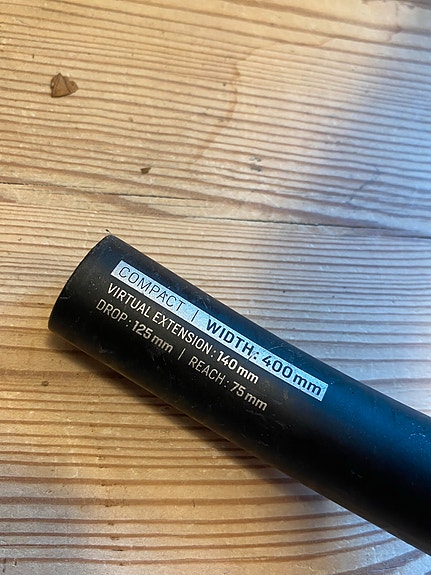 COMPACT | WIDTH: 400mm
VIRTUAL EXTENSION: 140mm
DROP: 125mm | REACH: 75mm